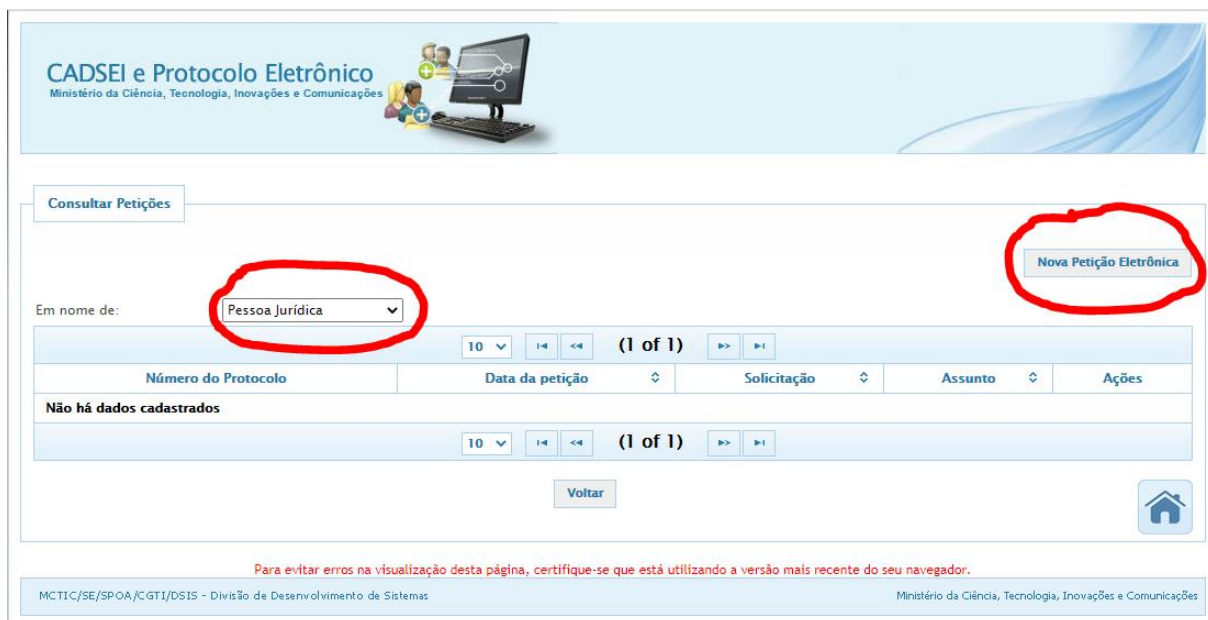 CADSEI e Protocolo Eletrônico
Ministério da Ciência, Tecnologia, Inovações e Comunicações
Consultar Petições
Nova Petição Eletrônica
Em nome de: Pessoa Jurídica
10 (1 of 1)
Número do Protocolo Data da petição Solicitação Assunto Ações
Não há dados cadastrados
10 (1 of 1)
Voltar
Para evitar erros na visualização desta página, certifique-se que está utilizando a versão mais recente do seu navegador.
MCTIC/SE/SPOA/CGTI/DSIS - Divisão de Desenvolvimento de Sistemas Ministério da Ciência, Tecnologia, Inovações e Comunicações